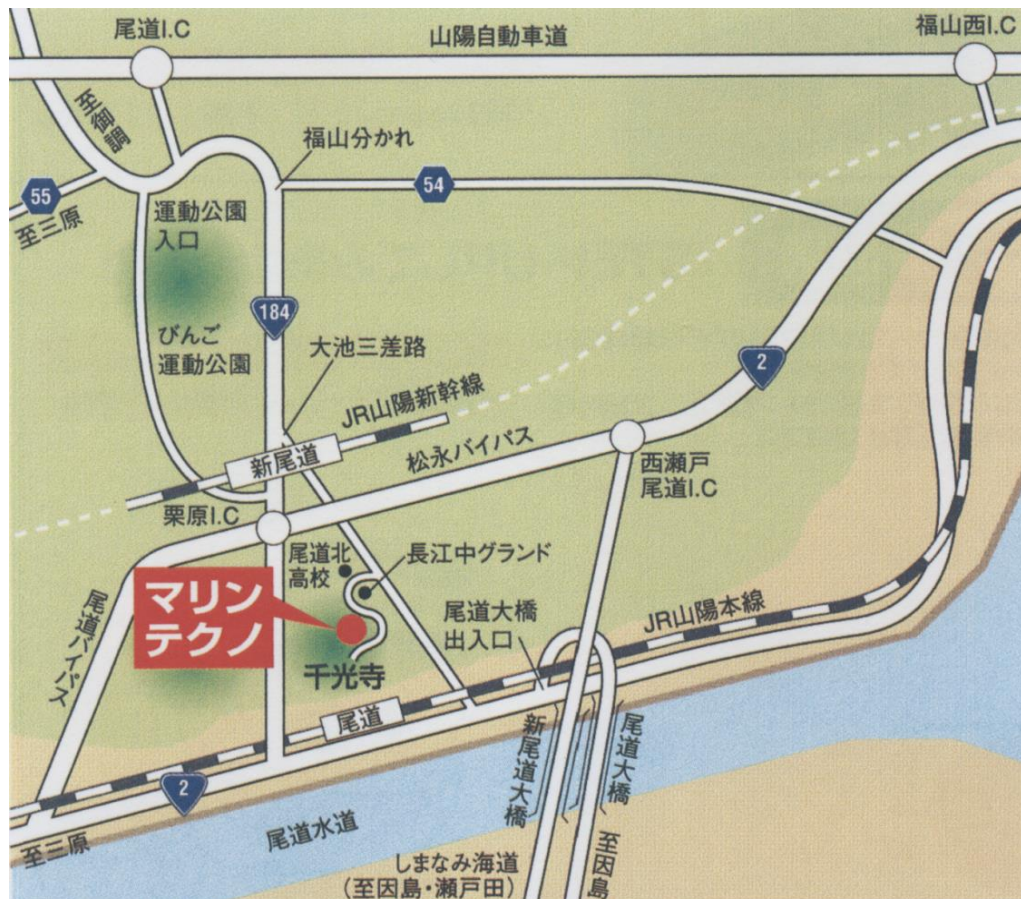 尾道I.C
山陽自動車道
福山西I.C
至御調
福山分かれ
55
54
至三原
運動公園
入口
184
びんご
運動公園
大池三差路
2
JR山陽新幹線
新尾道
松永バイパス
西瀬戸
尾道I.C
栗原I.C
尾道北
高校
長江中グランド
マリン
テクノ
尾道バイパス
尾道大橋
出入口
JR山陽本線
千光寺
尾道
新尾道大橋
尾道大橋
2
尾道水道
至三原
しまなみ海道
(至因島・瀬戸田)
至因島